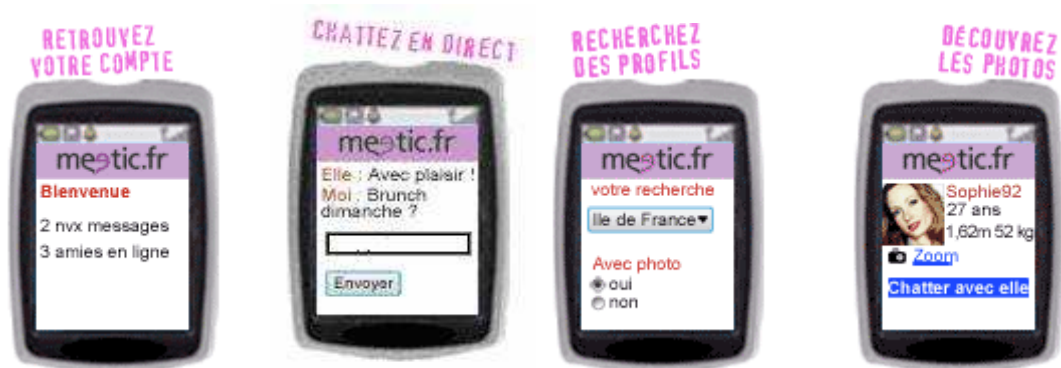 RETROUVEZ
VOTRE COMPTE
meetic.fr
Bienvenue
2 nvx messages
3 amies en ligne
CHATTEZ EN DIRECT
meetic.fr
Elle : Avec plaisir !
Moi : Brunch
dimanche ?
Envoyer
RECHERCHEZ
DES PROFILS
meetic.fr
votre recherche
Ile de France
Avec photo
oui
non
DÉCOUVREZ
LES PHOTOS
meetic.fr
Sophie92
27 ans
1,62m 52 kg
Zoom
Chatter avec elle